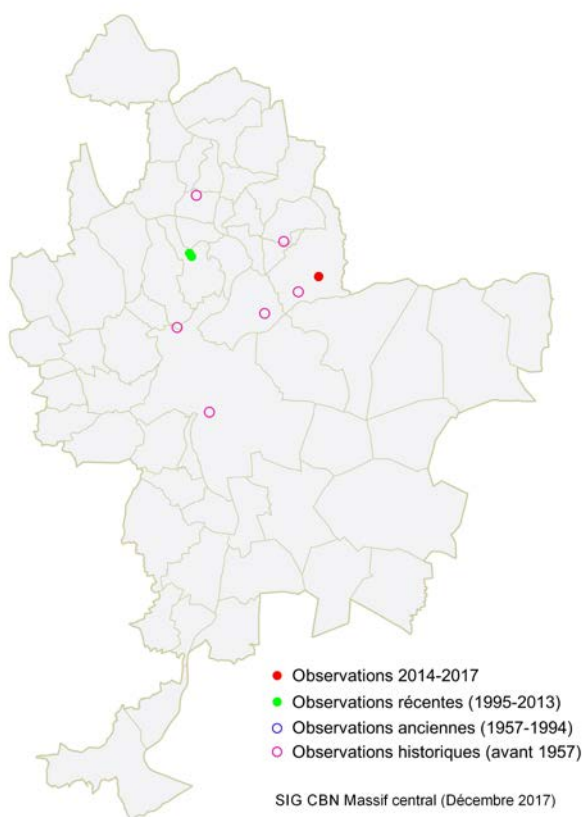 Observations 2014-2017
Observations récentes (1995-2013)
Observations anciennes (1957-1994)
Observations historiques (avant 1957)
SIG CBN Massif central (Décembre 2017)